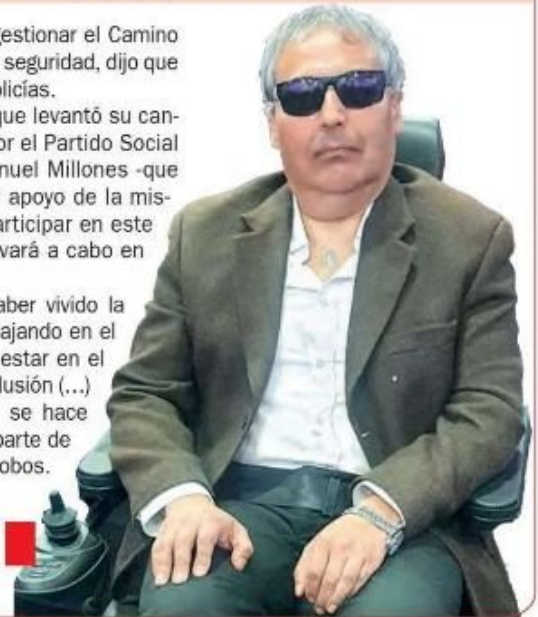 gestionar el Camino
seguridad, dijo que
olicías.
que levantó su can-
or el Partido Social
nuel Millones -que
apoyo de la mis-
articipar en este
vará a cabo en
aber vivido la
ajando en el
estar en el
lusión (...)
se hace
parte de
obos.